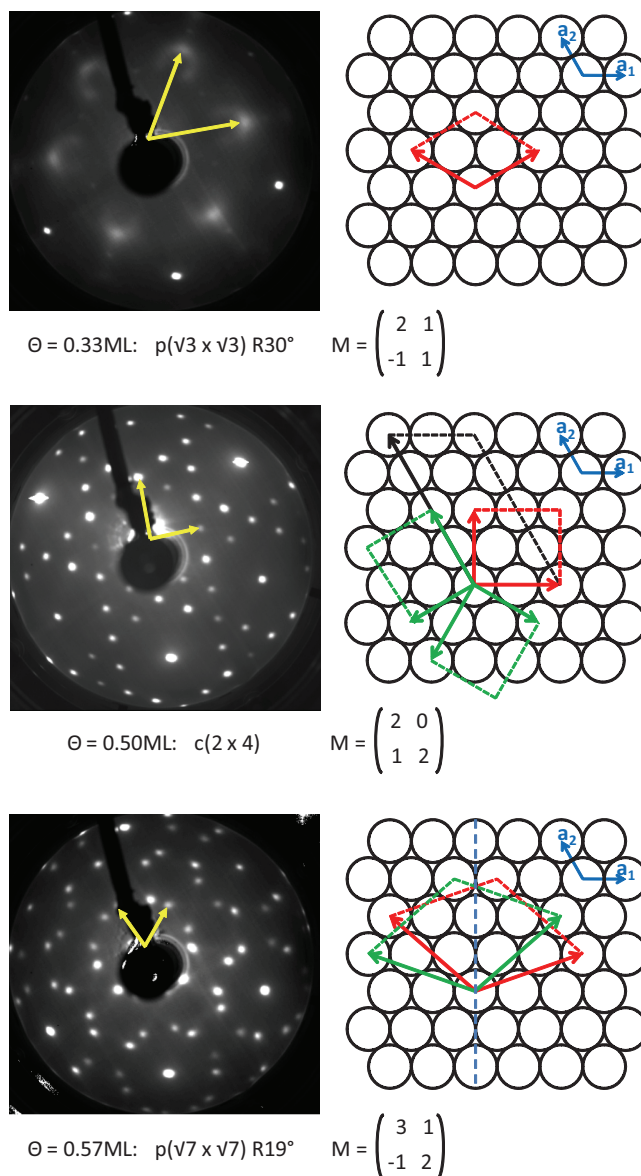 a₂
a₁
Θ = 0.33ML: p(√3 x √3) R30° M = ( 2 1
-1 1 )
a₂
a₁
Θ = 0.50ML: c(2 x 4) M = ( 2 0
1 2 )
a₂
a₁
Θ = 0.57ML: p(√7 x √7) R19° M = ( 3 1
-1 2 )